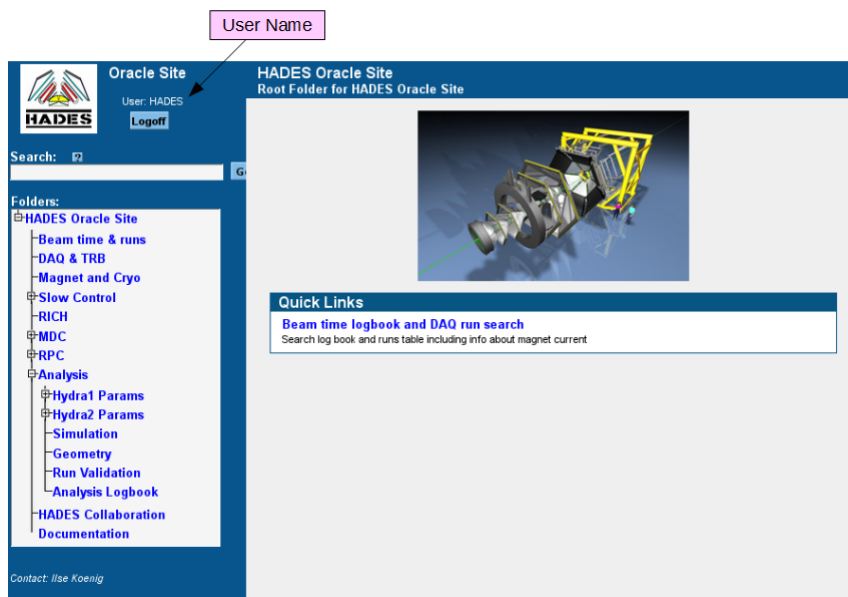 User Name
HADES
Oracle Site
User: HADES
Logoff
Search: ?
Folders:
HADES Oracle Site
Beam time & runs
DAQ & TRB
Magnet and Cryo
Slow Control
RICH
MDC
RPC
Analysis
Hydra1 Params
Hydra2 Params
Simulation
Geometry
Run Validation
Analysis Logbook
HADES Collaboration
Documentation
Contact: Ilse Koenig
HADES Oracle Site
Root Folder for HADES Oracle Site
Quick Links
Beam time logbook and DAQ run search
Search log book and runs table including info about magnet current